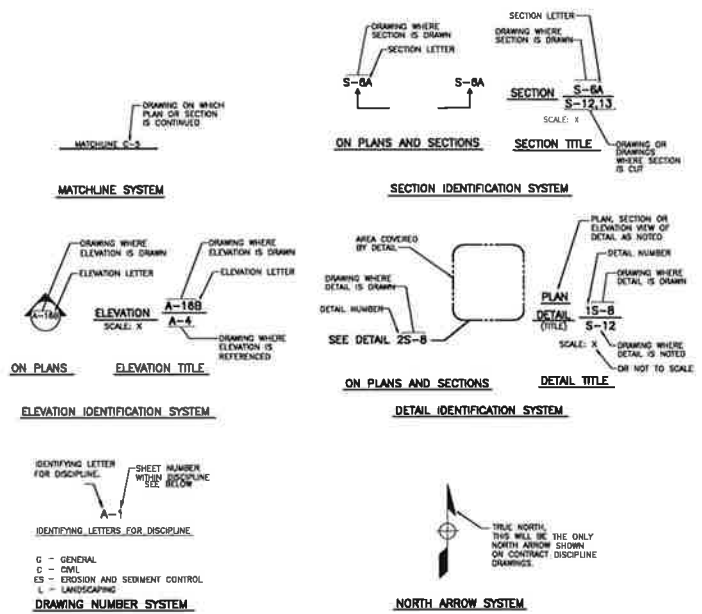 DRAWING ON WHICH
PLAN OR SECTION
IS CONTINUED
MATCHLINE C-5
MATCHLINE SYSTEM
DRAWING WHERE
SECTION IS DRAWN
SECTION LETTER
S-6A
S-6A
ON PLANS AND SECTIONS
SECTION LETTER
DRAWING WHERE
SECTION IS DRAWN
SECTION
S-6A
S-12,13
SCALE: X
SECTION TITLE
DRAWING OR
DRAWINGS
WHERE SECTION
IS CUT
SECTION IDENTIFICATION SYSTEM
DRAWING WHERE
ELEVATION IS DRAWN
ELEVATION LETTER
A-16B
ON PLANS
DRAWING WHERE
ELEVATION IS DRAWN
ELEVATION LETTER
ELEVATION
A-16B
SCALE: X
A-4
DRAWING WHERE
ELEVATION IS
REFERENCED
ELEVATION TITLE
ELEVATION IDENTIFICATION SYSTEM
AREA COVERED
BY DETAIL
DRAWING WHERE
DETAIL IS DRAWN
DETAIL NUMBER
SEE DETAIL 2S-8
ON PLANS AND SECTIONS
PLAN, SECTION OR
ELEVATION VIEW OF
DETAIL AS NOTED
DETAIL NUMBER
DRAWING WHERE
DETAIL IS DRAWN
PLAN
DETAIL
1S-8
(TITLE)
S-12
SCALE: X
DRAWING WHERE
DETAIL IS NOTED
OR NOT TO SCALE
DETAIL TITLE
DETAIL IDENTIFICATION SYSTEM
IDENTIFYING LETTER
FOR DISCIPLINE.
SHEET NUMBER
WITHIN DISCIPLINE
SEE BELOW
A-1
IDENTIFYING LETTERS FOR DISCIPLINE
G - GENERAL
C - CIVIL
ES - EROSION AND SEDIMENT CONTROL
L - LANDSCAPING
DRAWING NUMBER SYSTEM
TRUE NORTH,
THIS WILL BE THE ONLY
NORTH ARROW SHOWN
ON CONTRACT DISCIPLINE
DRAWINGS.
NORTH ARROW SYSTEM